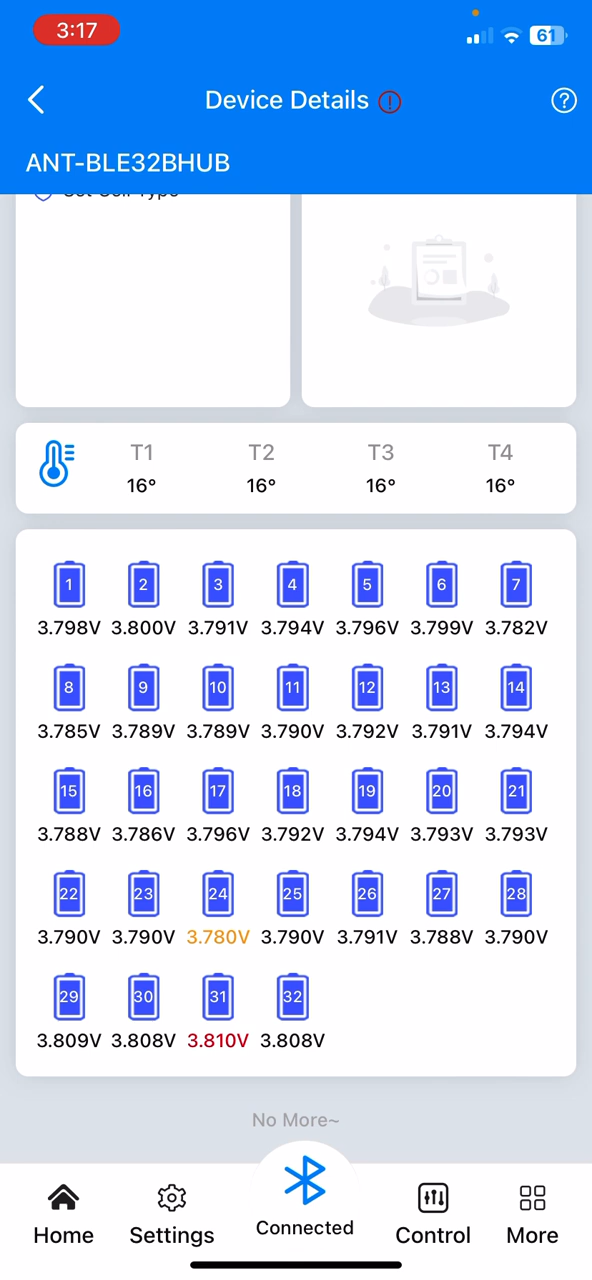 3:17
61
Device Details
ANT-BLE32BHUB
Set Cell Type
T1 T2 T3 T4
16° 16° 16° 16°
1 2 3 4 5 6 7
3.798V 3.800V 3.791V 3.794V 3.796V 3.799V 3.782V
8 9 10 11 12 13 14
3.785V 3.789V 3.789V 3.790V 3.792V 3.791V 3.794V
15 16 17 18 19 20 21
3.788V 3.786V 3.796V 3.792V 3.794V 3.793V 3.793V
22 23 24 25 26 27 28
3.790V 3.790V 3.780V 3.790V 3.791V 3.788V 3.790V
29 30 31 32
3.809V 3.808V 3.810V 3.808V
No More~
Home Settings Connected Control More